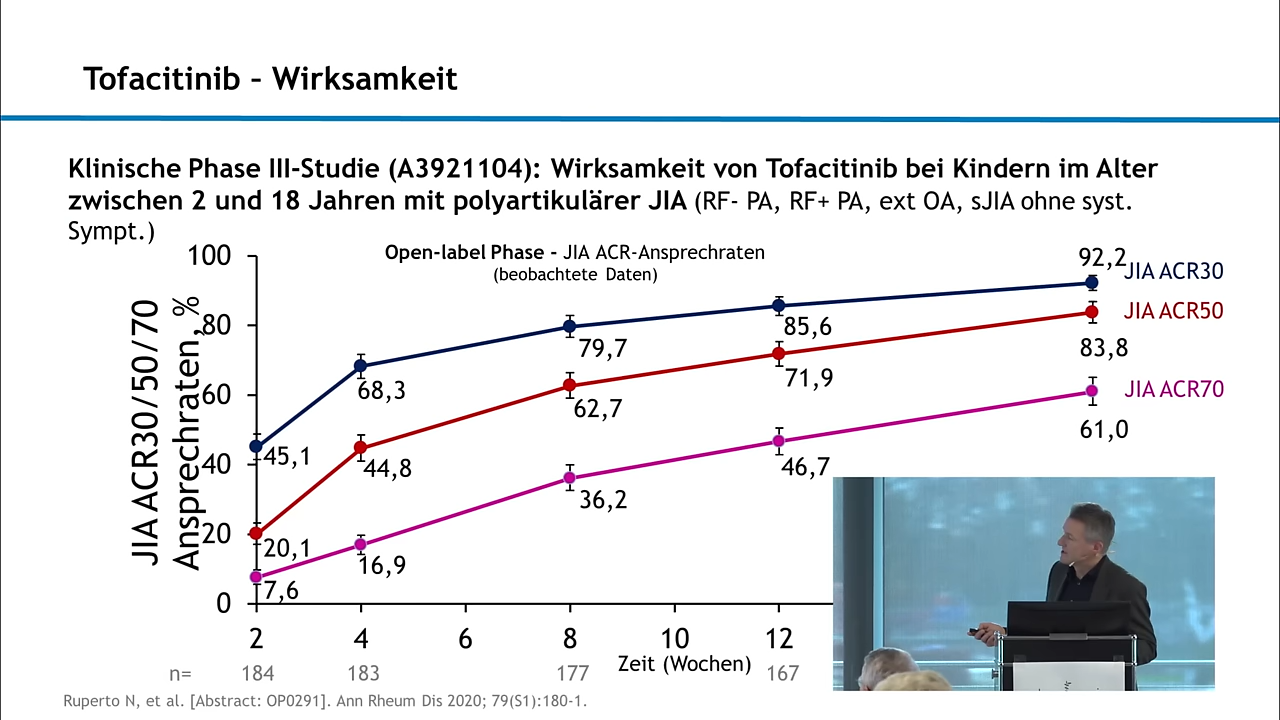 Tofacitinib – Wirksamkeit
Klinische Phase III-Studie (A3921104): Wirksamkeit von Tofacitinib bei Kindern im Alter
zwischen 2 und 18 Jahren mit polyartikulärer JIA (RF- PA, RF+ PA, ext OA, sJIA ohne syst.
Sympt.)
Open-label Phase - JIA ACR-Ansprechraten
(beobachtete Daten)
JIA ACR30/50/70
Ansprechraten, %
100
80
60
40
20
0
92,2
JIA ACR30
JIA ACR50
83,8
JIA ACR70
61,0
85,6
79,7
71,9
68,3
62,7
45,1
44,8
46,7
36,2
20,1
16,9
7,6
2 4 6 8 10 12
Zeit (Wochen)
n= 184 183 177 167
Ruperto N, et al. [Abstract: OP0291]. Ann Rheum Dis 2020; 79(S1):180-1.